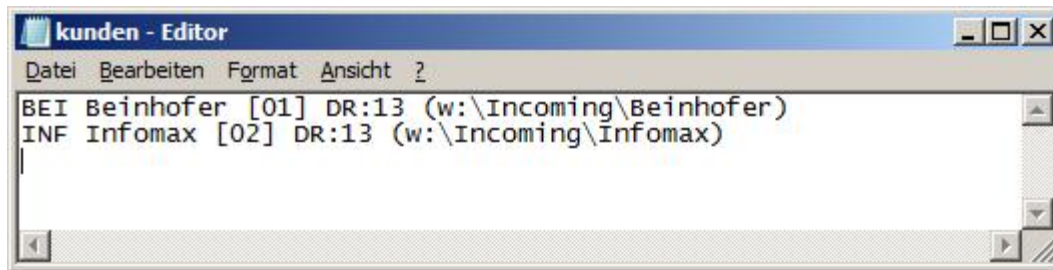 kunden - Editor
Datei Bearbeiten Format Ansicht ?
BEI Beinhofer [01] DR:13 (w:\Incoming\Beinhofer)
INF Infomax [02] DR:13 (w:\Incoming\Infomax)